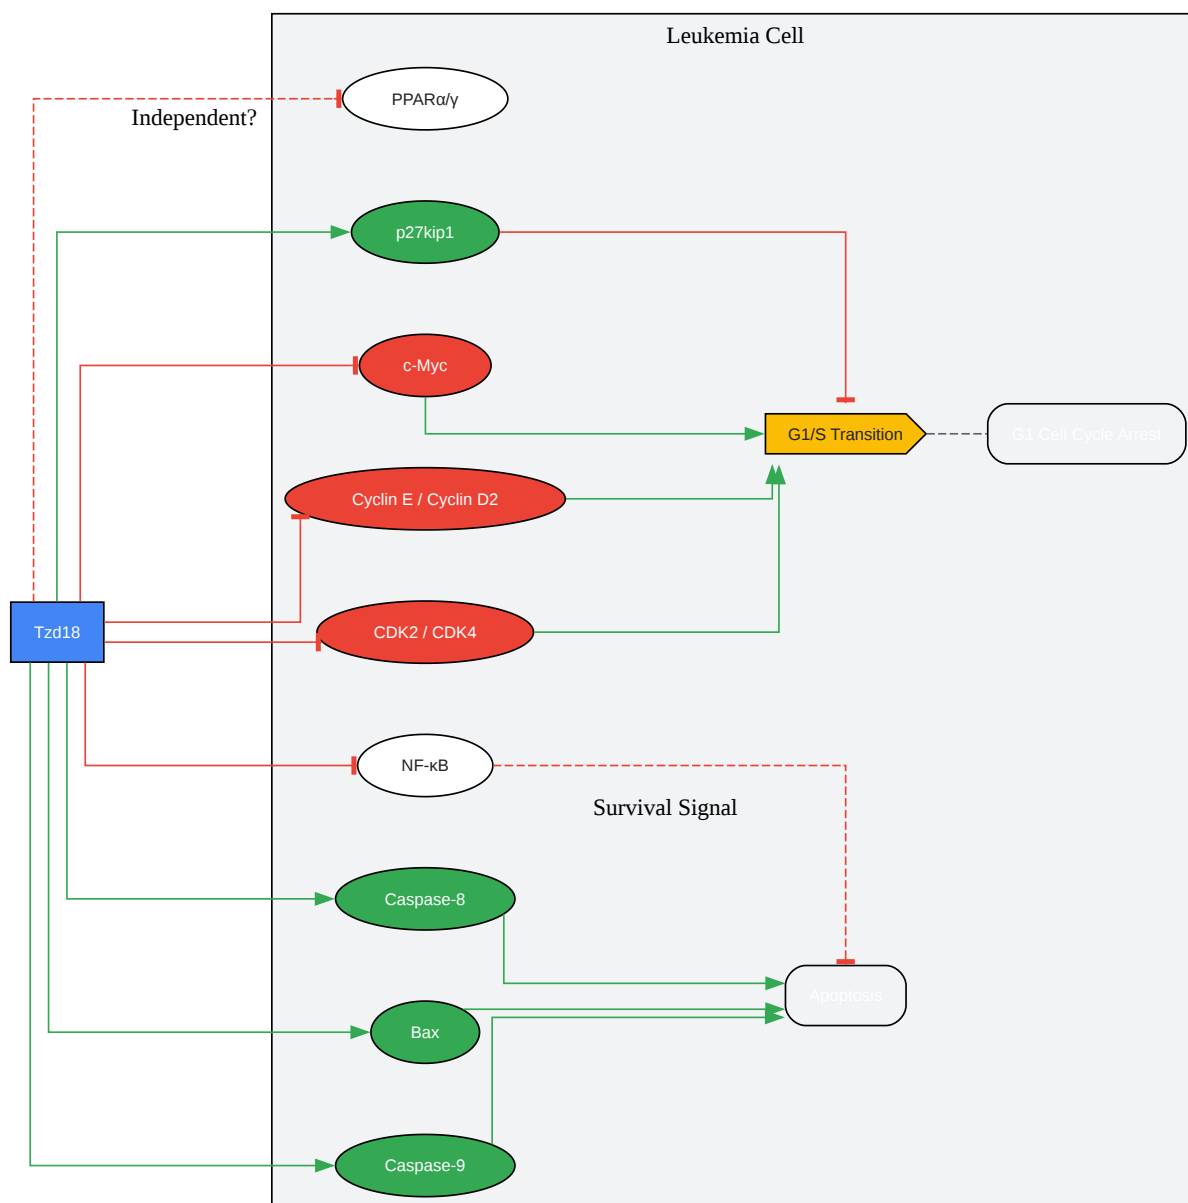 Leukemia Cell
PPARα/γ
Independent?
p27kip1
c-Myc
G1/S Transition
G1 Cell Cycle Arrest
Cyclin E / Cyclin D2
Tzd18
CDK2 / CDK4
NF-κB
Survival Signal
Caspase-8
Apoptosis
Bax
Caspase-9